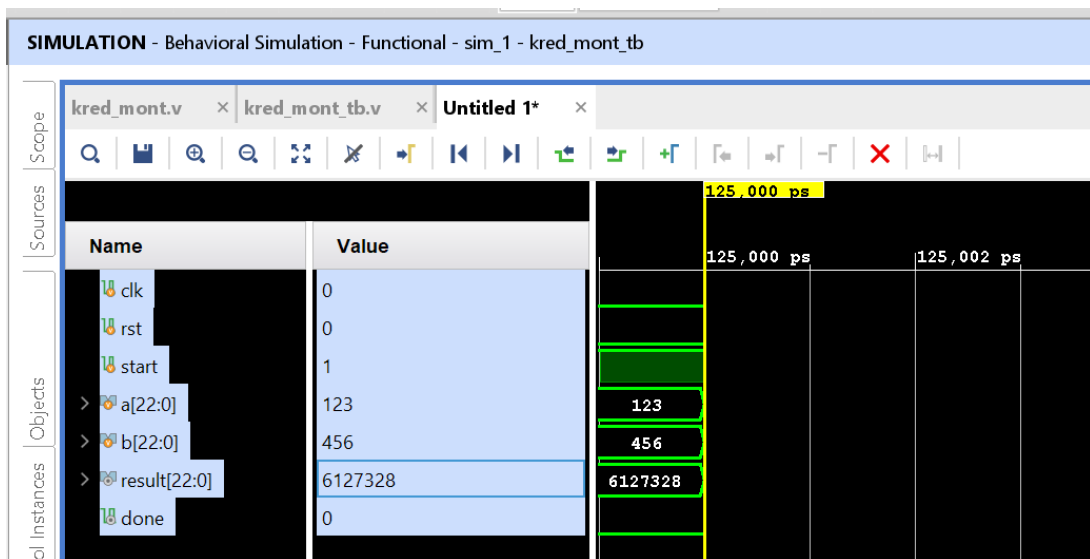 SIMULATION - Behavioral Simulation - Functional - sim_1 - kred_mont_tb
kred_mont.v × kred_mont_tb.v × Untitled 1* ×
Scope
Sources
Objects
125,000 ps
Name Value
125,000 ps 125,002 ps
clk 0
rst 0
start 1
a[22:0] 123 123
b[22:0] 456 456
result[22:0] 6127328 6127328
done 0
ol Instances